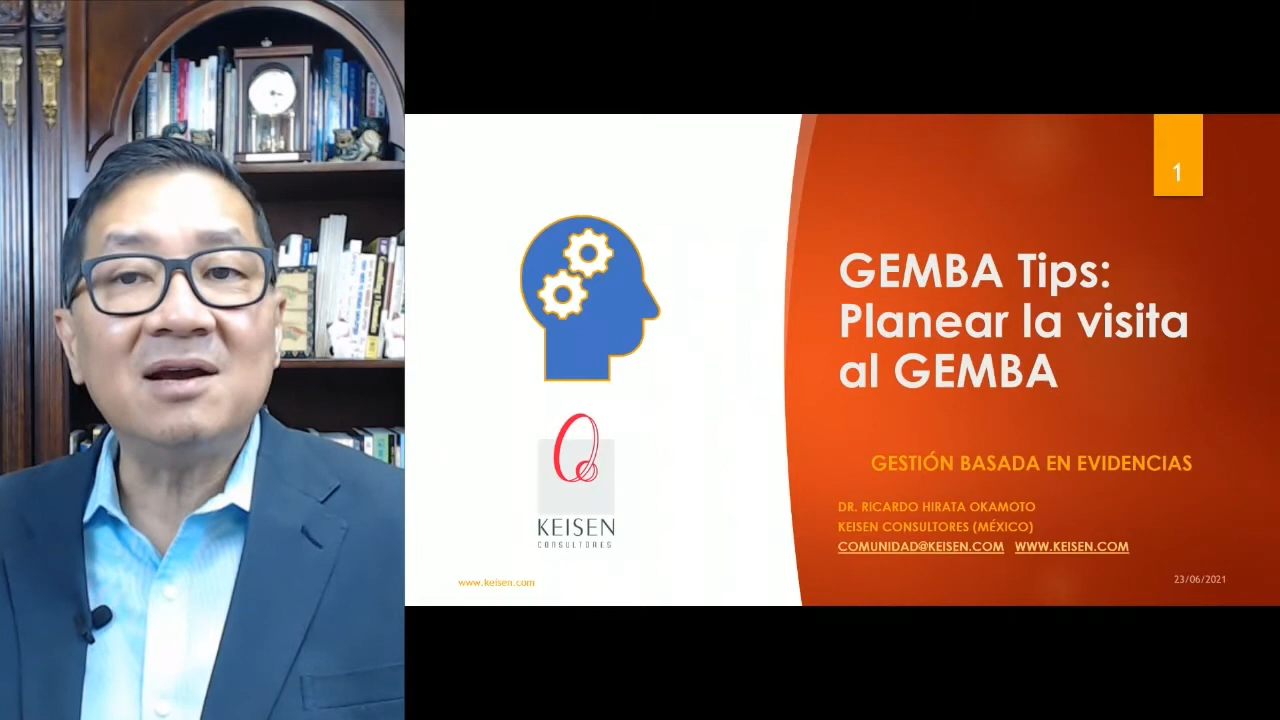 1
GEMBA Tips:
Planear la visita
al GEMBA
GESTIÓN BASADA EN EVIDENCIAS
DR. RICARDO HIRATA OKAMOTO
KEISEN CONSULTORES (MÉXICO)
COMUNIDAD@KEISEN.COM WWW.KEISEN.COM
23/06/2021
KEISEN
CONSULTORES
www.keisen.com